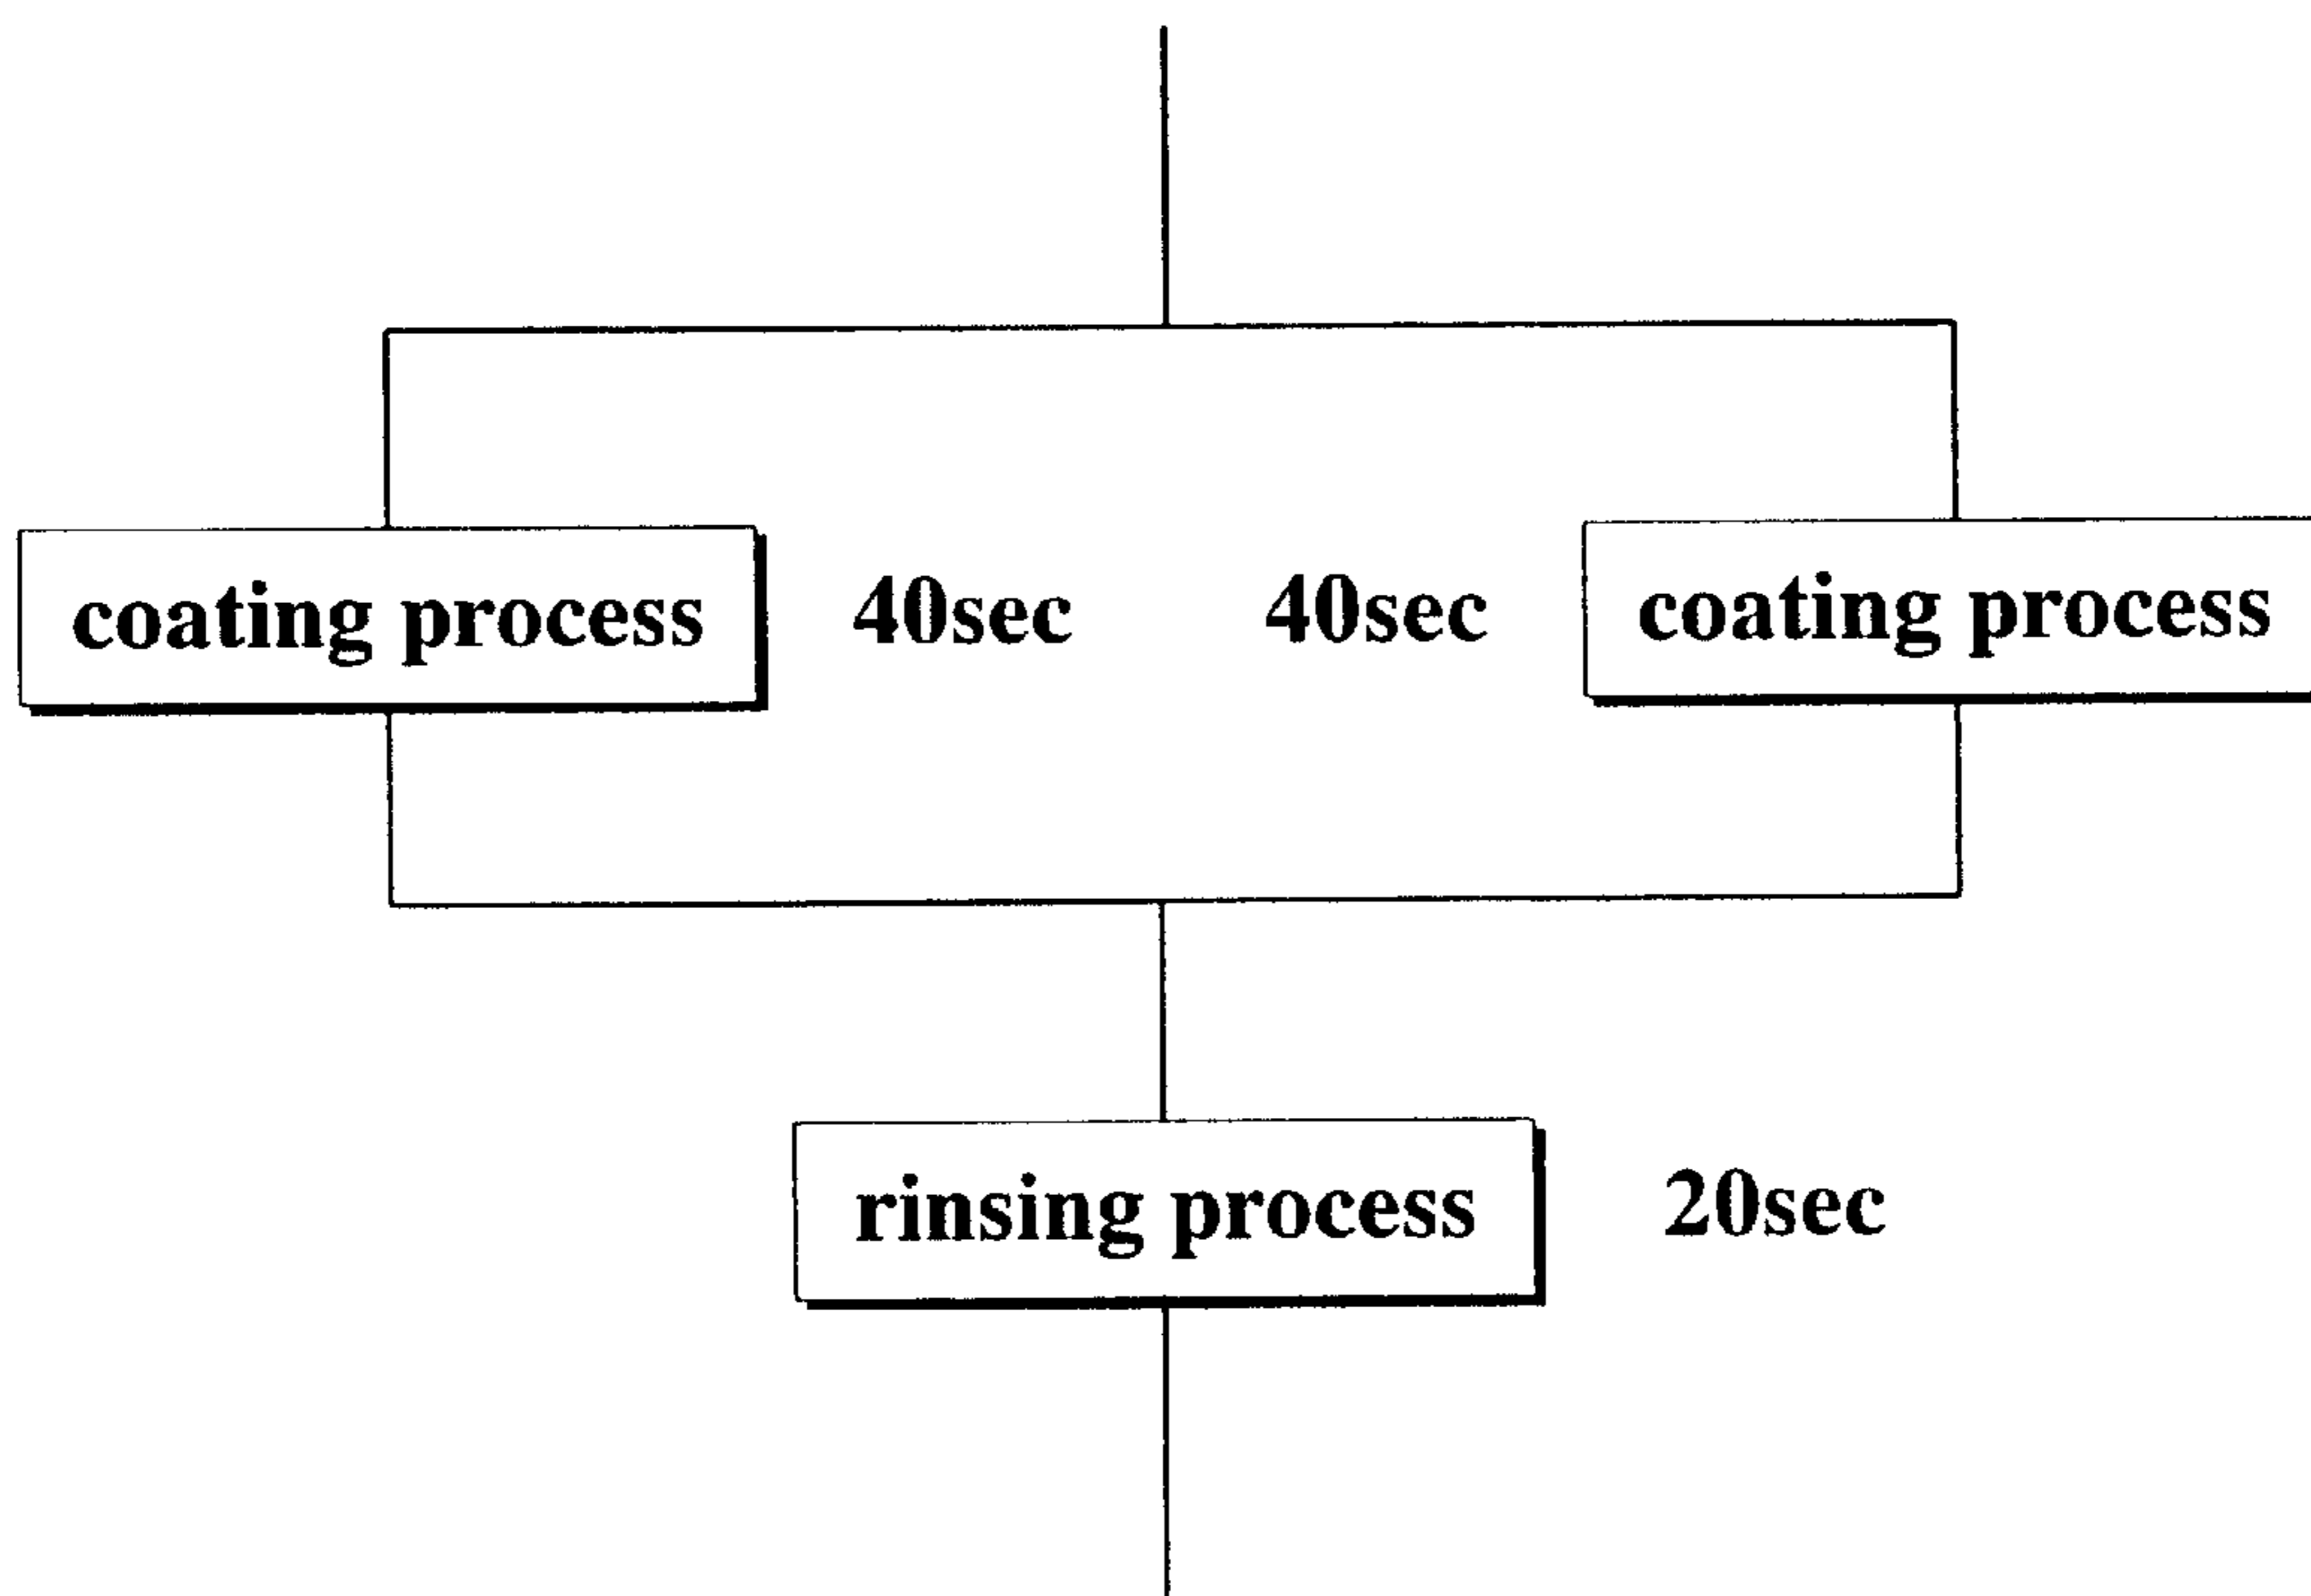 coating process 40sec 40sec coating process
rinsing process 20sec